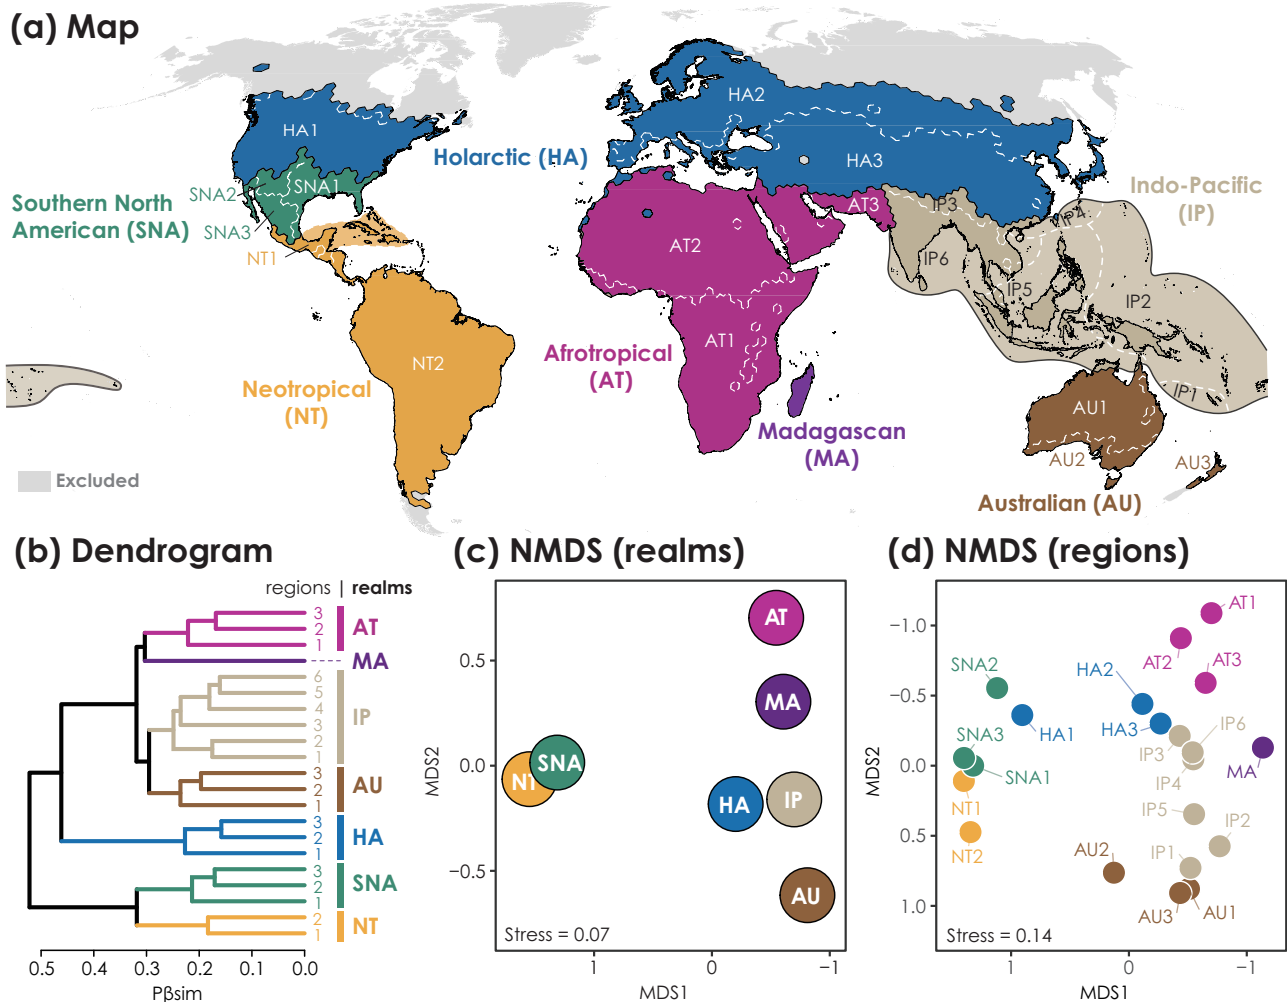 (a) Map
HA1
HA2
HA3
Holarctic (HA)
SNA2
SNA1
SNA3
Southern North
American (SNA)
NT1
NT2
Neotropical
(NT)
AT2
AT3
AT1
Afrotropical
(AT)
Madagascan
(MA)
Indo-Pacific
(IP)
IP3
IP4
IP6
IP5
IP2
IP1
AU1
AU2
AU3
Australian (AU)
Excluded
(b) Dendrogram
regions | realms
3
2
1
AT
MA
6
5
4
3
2
1
IP
3
2
1
AU
3
2
1
HA
3
2
1
SNA
2
1
NT
0.5 0.4 0.3 0.2 0.1 0.0
Pβsim
(c) NMDS (realms)
0.5
0.0
−0.5
MDS2
AT
MA
NT
SNA
HA
IP
AU
Stress = 0.07
1 0 −1
MDS1
(d) NMDS (regions)
−1.0
−0.5
0.0
0.5
1.0
MDS2
AT1
AT2
AT3
SNA2
HA2
HA1
HA3
IP6
SNA3
IP3
SNA1
IP4
MA
NT1
IP5
NT2
IP2
AU2
IP1
AU3
AU1
Stress = 0.14
1 0 −1
MDS1